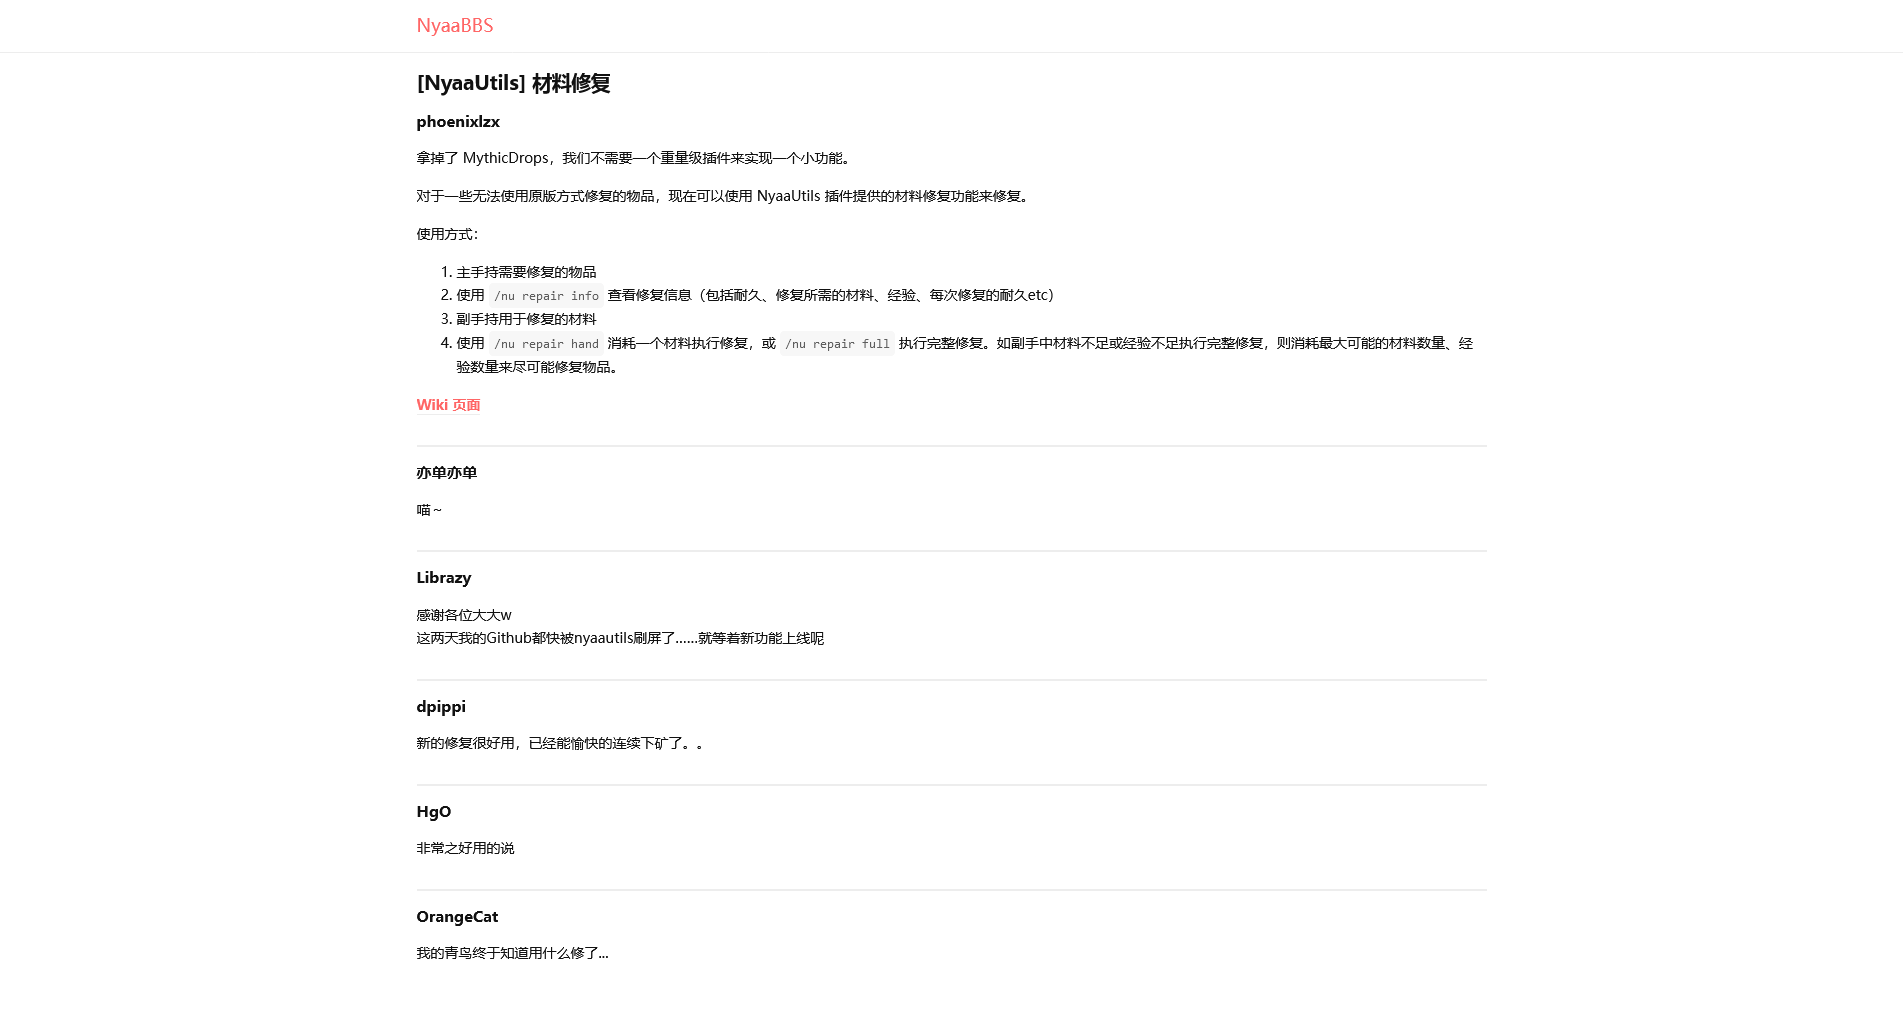 NyaaBBS
[NyaaUtils] 材料修复
phoenixlzx
拿掉了 MythicDrops，我们不需要一个重量级插件来实现一个小功能。
对于一些无法使用原版方式修复的物品，现在可以使用 NyaaUtils 插件提供的材料修复功能来修复。
使用方式：
1. 主手持需要修复的物品
2. 使用 /nu repair info 查看修复信息（包括耐久、修复所需的材料、经验、每次修复的耐久etc）
3. 副手持用于修复的材料
4. 使用 /nu repair hand 消耗一个材料执行修复，或 /nu repair full 执行完整修复。如副手中材料不足或经验不足执行完整修复，则消耗最大可能的材料数量、经
验数量来尽可能修复物品。
Wiki 页面
亦单亦单
喵～
Librazy
感谢各位大大w
这两天我的Github都快被nyaautils刷屏了……就等着新功能上线呢
dpippi
新的修复很好用，已经能愉快的连续下矿了。。
HgO
非常之好用的说
OrangeCat
我的青鸟终于知道用什么修了...